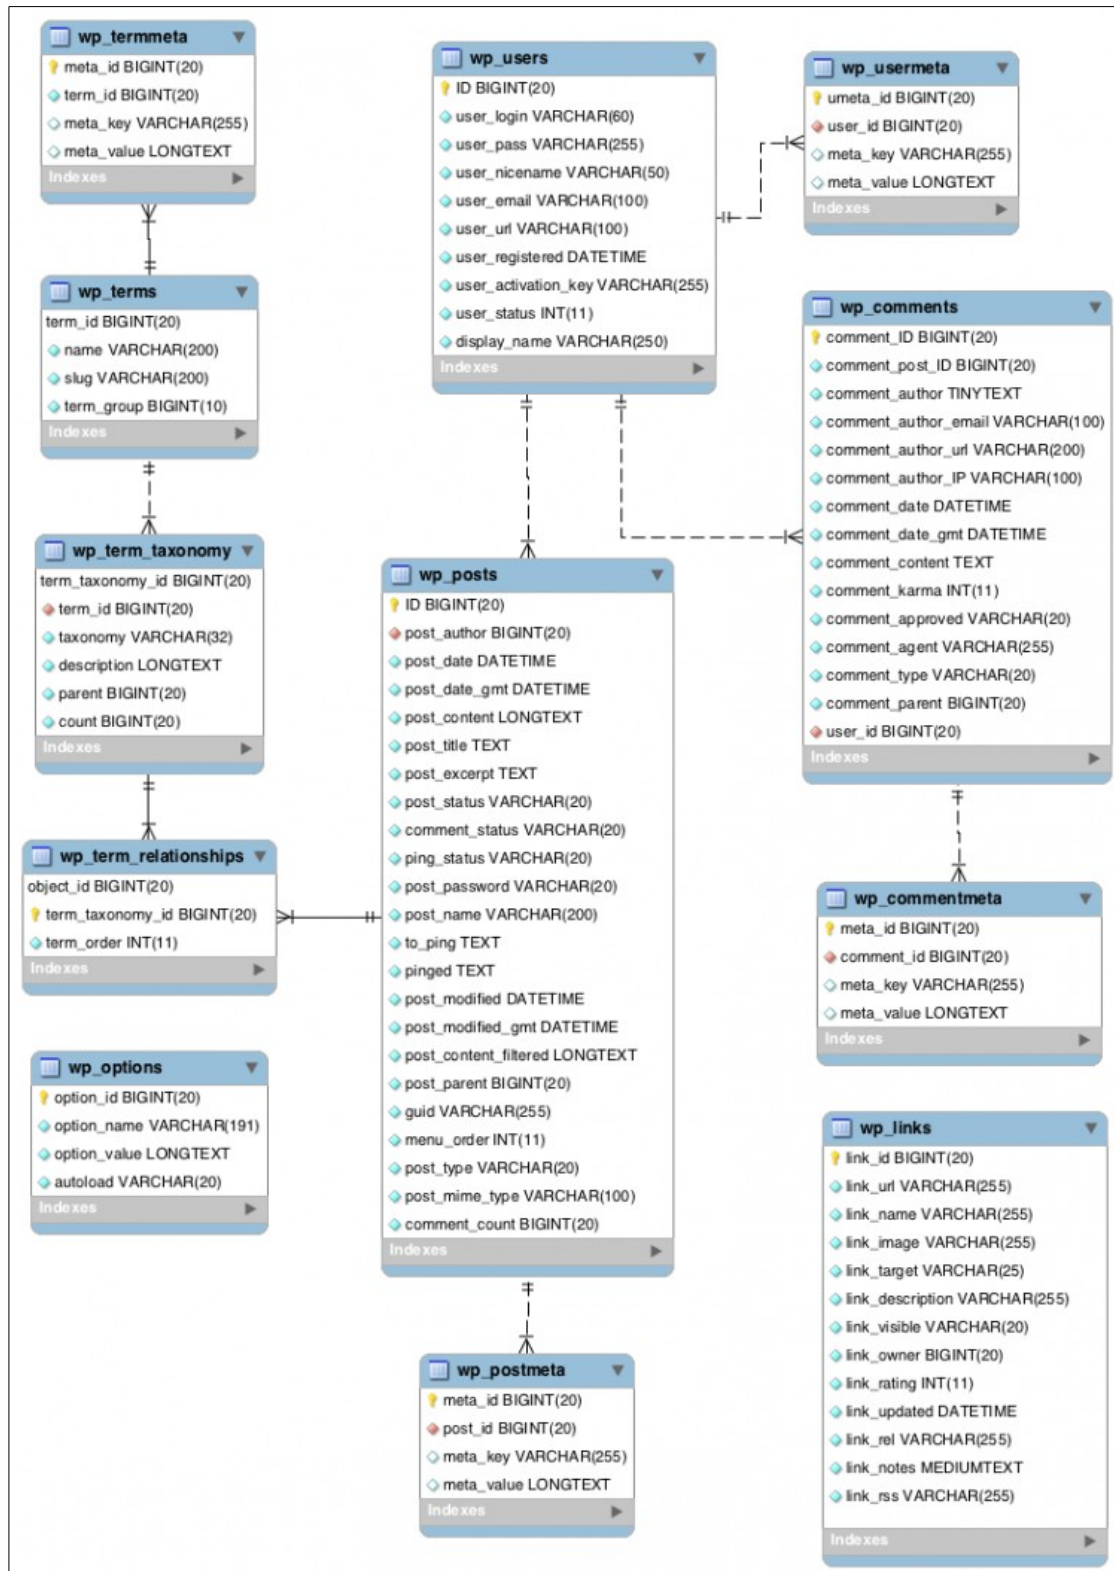 wp_termmeta
meta_id BIGINT(20)
term_id BIGINT(20)
meta_key VARCHAR(255)
meta_value LONGTEXT
Indexes
wp_terms
term_id BIGINT(20)
name VARCHAR(200)
slug VARCHAR(200)
term_group BIGINT(10)
Indexes
wp_term_taxonomy
term_taxonomy_id BIGINT(20)
term_id BIGINT(20)
taxonomy VARCHAR(32)
description LONGTEXT
parent BIGINT(20)
count BIGINT(20)
Indexes
wp_term_relationships
object_id BIGINT(20)
term_taxonomy_id BIGINT(20)
term_order INT(11)
Indexes
wp_options
option_id BIGINT(20)
option_name VARCHAR(191)
option_value LONGTEXT
autoload VARCHAR(20)
Indexes
wp_users
ID BIGINT(20)
user_login VARCHAR(60)
user_pass VARCHAR(255)
user_nicename VARCHAR(50)
user_email VARCHAR(100)
user_url VARCHAR(100)
user_registered DATETIME
user_activation_key VARCHAR(255)
user_status INT(11)
display_name VARCHAR(250)
Indexes
wp_posts
ID BIGINT(20)
post_author BIGINT(20)
post_date DATETIME
post_date_gmt DATETIME
post_content LONGTEXT
post_title TEXT
post_excerpt TEXT
post_status VARCHAR(20)
comment_status VARCHAR(20)
ping_status VARCHAR(20)
post_password VARCHAR(20)
post_name VARCHAR(200)
to_ping TEXT
pinged TEXT
post_modified DATETIME
post_modified_gmt DATETIME
post_content_filtered LONGTEXT
post_parent BIGINT(20)
guid VARCHAR(255)
menu_order INT(11)
post_type VARCHAR(20)
post_mime_type VARCHAR(100)
comment_count BIGINT(20)
Indexes
wp_postmeta
meta_id BIGINT(20)
post_id BIGINT(20)
meta_key VARCHAR(255)
meta_value LONGTEXT
Indexes
wp_usermeta
umeta_id BIGINT(20)
user_id BIGINT(20)
meta_key VARCHAR(255)
meta_value LONGTEXT
Indexes
wp_comments
comment_ID BIGINT(20)
comment_post_ID BIGINT(20)
comment_author TINYTEXT
comment_author_email VARCHAR(100)
comment_author_url VARCHAR(200)
comment_author_IP VARCHAR(100)
comment_date DATETIME
comment_date_gmt DATETIME
comment_content TEXT
comment_karma INT(11)
comment_approved VARCHAR(20)
comment_agent VARCHAR(255)
comment_type VARCHAR(20)
comment_parent BIGINT(20)
user_id BIGINT(20)
Indexes
wp_commentmeta
meta_id BIGINT(20)
comment_id BIGINT(20)
meta_key VARCHAR(255)
meta_value LONGTEXT
Indexes
wp_links
link_id BIGINT(20)
link_url VARCHAR(255)
link_name VARCHAR(255)
link_image VARCHAR(255)
link_target VARCHAR(25)
link_description VARCHAR(255)
link_visible VARCHAR(20)
link_owner BIGINT(20)
link_rating INT(11)
link_updated DATETIME
link_rel VARCHAR(255)
link_notes MEDIUMTEXT
link_rss VARCHAR(255)
Indexes